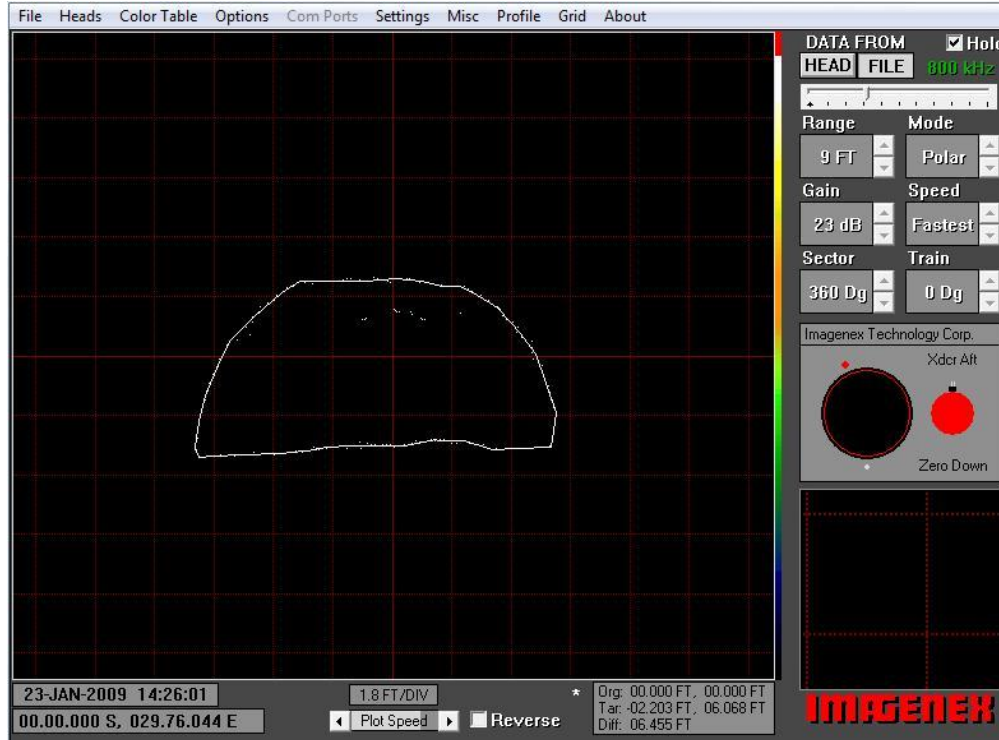 File Heads Color Table Options Com Ports Settings Misc Profile Grid About
DATA FROM Hold
HEAD FILE 800 kHz
Range Mode
9 FT Polar
Gain Speed
23 dB Fastest
Sector Train
360 Dg 0 Dg
Imagenex Technology Corp.
Xdcr Aft
Zero Down
23-JAN-2009 14:26:01
1.8 FT/DIV
*
Org: 00.000 FT, 00.000 FT
Tar: -02.203 FT, 06.068 FT
Diff: 06.455 FT
00.00.000 S, 029.76.044 E
Plot Speed
Reverse
IMAGENEX